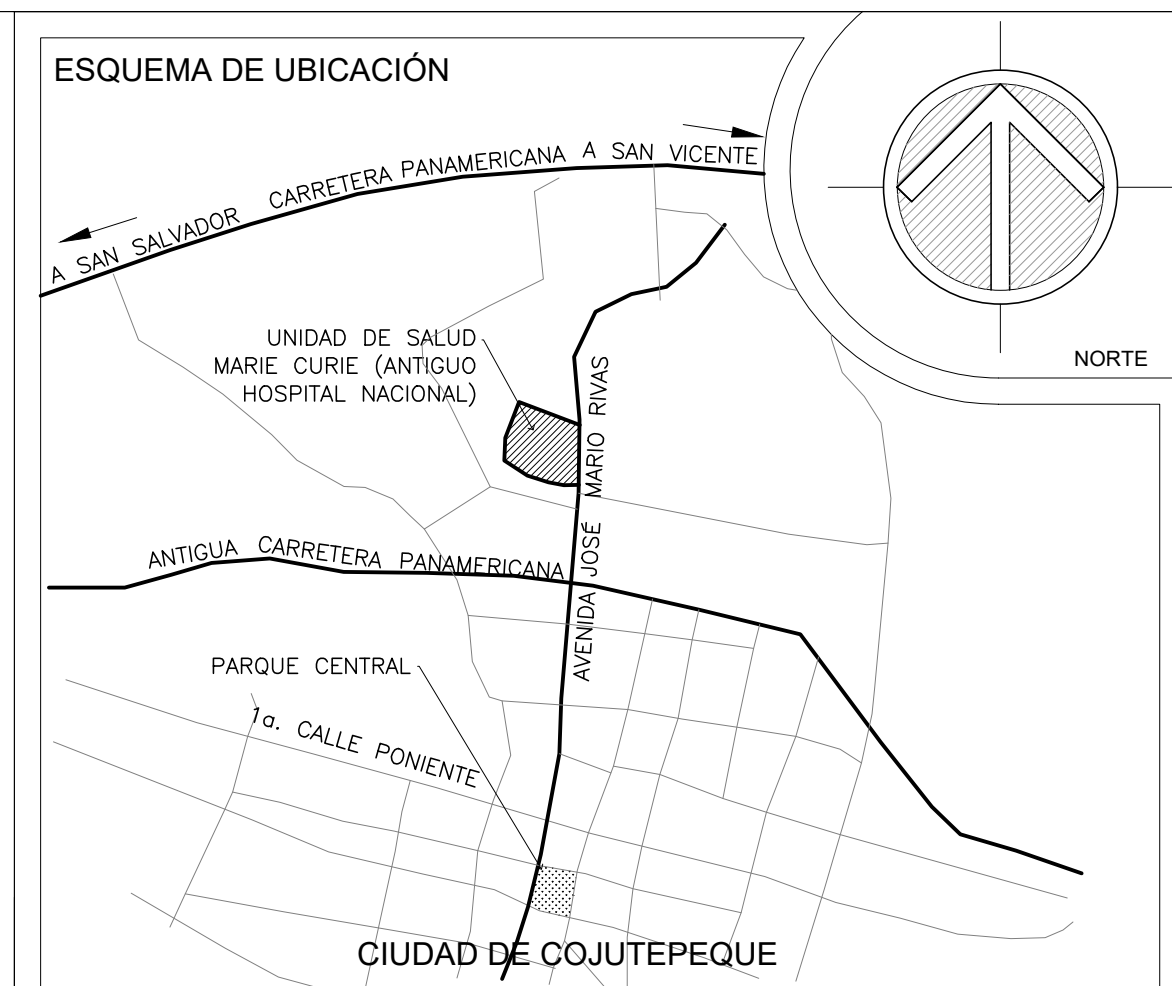 ESQUEMA DE UBICACIÓN
A SAN SALVADOR CARRETERA PANAMERICANA A SAN VICENTE
NORTE
UNIDAD DE SALUD
MARIE CURIE (ANTIGUO
HOSPITAL NACIONAL)
AVENIDA JOSÉ MARIO RIVAS
ANTIGUA CARRETERA PANAMERICANA
PARQUE CENTRAL
1a. CALLE PONIENTE
CIUDAD DE COJUTEPEQUE